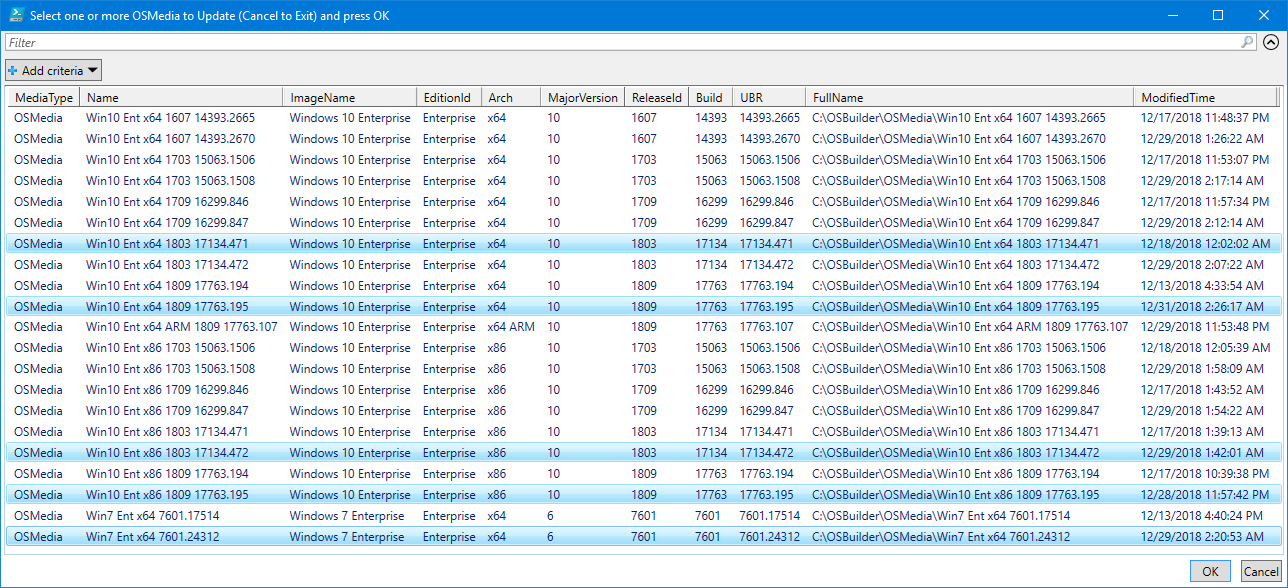 Select one or more OSMedia to Update (Cancel to Exit) and press OK
Filter
Add criteria
MediaType Name ImageName EditionId Arch MajorVersion ReleaseId Build UBR FullName ModifiedTime
OSMedia Win10 Ent x64 1607 14393.2665 Windows 10 Enterprise Enterprise x64 10 1607 14393 14393.2665 C:\OSBuilder\OSMedia\Win10 Ent x64 1607 14393.2665 12/17/2018 11:48:37 PM
OSMedia Win10 Ent x64 1607 14393.2670 Windows 10 Enterprise Enterprise x64 10 1607 14393 14393.2670 C:\OSBuilder\OSMedia\Win10 Ent x64 1607 14393.2670 12/29/2018 1:26:22 AM
OSMedia Win10 Ent x64 1703 15063.1506 Windows 10 Enterprise Enterprise x64 10 1703 15063 15063.1506 C:\OSBuilder\OSMedia\Win10 Ent x64 1703 15063.1506 12/17/2018 11:53:07 PM
OSMedia Win10 Ent x64 1703 15063.1508 Windows 10 Enterprise Enterprise x64 10 1703 15063 15063.1508 C:\OSBuilder\OSMedia\Win10 Ent x64 1703 15063.1508 12/29/2018 2:17:14 AM
OSMedia Win10 Ent x64 1709 16299.846 Windows 10 Enterprise Enterprise x64 10 1709 16299 16299.846 C:\OSBuilder\OSMedia\Win10 Ent x64 1709 16299.846 12/17/2018 11:57:34 PM
OSMedia Win10 Ent x64 1709 16299.847 Windows 10 Enterprise Enterprise x64 10 1709 16299 16299.847 C:\OSBuilder\OSMedia\Win10 Ent x64 1709 16299.847 12/29/2018 2:12:14 AM
OSMedia Win10 Ent x64 1803 17134.471 Windows 10 Enterprise Enterprise x64 10 1803 17134 17134.471 C:\OSBuilder\OSMedia\Win10 Ent x64 1803 17134.471 12/18/2018 12:02:02 AM
OSMedia Win10 Ent x64 1803 17134.472 Windows 10 Enterprise Enterprise x64 10 1803 17134 17134.472 C:\OSBuilder\OSMedia\Win10 Ent x64 1803 17134.472 12/29/2018 2:07:22 AM
OSMedia Win10 Ent x64 1809 17763.194 Windows 10 Enterprise Enterprise x64 10 1809 17763 17763.194 C:\OSBuilder\OSMedia\Win10 Ent x64 1809 17763.194 12/13/2018 4:33:54 AM
OSMedia Win10 Ent x64 1809 17763.195 Windows 10 Enterprise Enterprise x64 10 1809 17763 17763.195 C:\OSBuilder\OSMedia\Win10 Ent x64 1809 17763.195 12/31/2018 2:26:17 AM
OSMedia Win10 Ent x64 ARM 1809 17763.107 Windows 10 Enterprise Enterprise x64 ARM 10 1809 17763 17763.107 C:\OSBuilder\OSMedia\Win10 Ent x64 ARM 1809 17763.107 12/29/2018 11:53:48 PM
OSMedia Win10 Ent x86 1703 15063.1506 Windows 10 Enterprise Enterprise x86 10 1703 15063 15063.1506 C:\OSBuilder\OSMedia\Win10 Ent x86 1703 15063.1506 12/18/2018 12:05:39 AM
OSMedia Win10 Ent x86 1703 15063.1508 Windows 10 Enterprise Enterprise x86 10 1703 15063 15063.1508 C:\OSBuilder\OSMedia\Win10 Ent x86 1703 15063.1508 12/29/2018 1:58:09 AM
OSMedia Win10 Ent x86 1709 16299.846 Windows 10 Enterprise Enterprise x86 10 1709 16299 16299.846 C:\OSBuilder\OSMedia\Win10 Ent x86 1709 16299.846 12/17/2018 1:43:52 AM
OSMedia Win10 Ent x86 1709 16299.847 Windows 10 Enterprise Enterprise x86 10 1709 16299 16299.847 C:\OSBuilder\OSMedia\Win10 Ent x86 1709 16299.847 12/29/2018 1:54:22 AM
OSMedia Win10 Ent x86 1803 17134.471 Windows 10 Enterprise Enterprise x86 10 1803 17134 17134.471 C:\OSBuilder\OSMedia\Win10 Ent x86 1803 17134.471 12/17/2018 1:39:13 AM
OSMedia Win10 Ent x86 1803 17134.472 Windows 10 Enterprise Enterprise x86 10 1803 17134 17134.472 C:\OSBuilder\OSMedia\Win10 Ent x86 1803 17134.472 12/29/2018 1:42:01 AM
OSMedia Win10 Ent x86 1809 17763.194 Windows 10 Enterprise Enterprise x86 10 1809 17763 17763.194 C:\OSBuilder\OSMedia\Win10 Ent x86 1809 17763.194 12/17/2018 10:39:38 PM
OSMedia Win10 Ent x86 1809 17763.195 Windows 10 Enterprise Enterprise x86 10 1809 17763 17763.195 C:\OSBuilder\OSMedia\Win10 Ent x86 1809 17763.195 12/28/2018 11:57:42 PM
OSMedia Win7 Ent x64 7601.17514 Windows 7 Enterprise Enterprise x64 6 7601 7601 7601.17514 C:\OSBuilder\OSMedia\Win7 Ent x64 7601.17514 12/13/2018 4:40:24 PM
OSMedia Win7 Ent x64 7601.24312 Windows 7 Enterprise Enterprise x64 6 7601 7601 7601.24312 C:\OSBuilder\OSMedia\Win7 Ent x64 7601.24312 12/29/2018 2:20:53 AM
OK Cancel